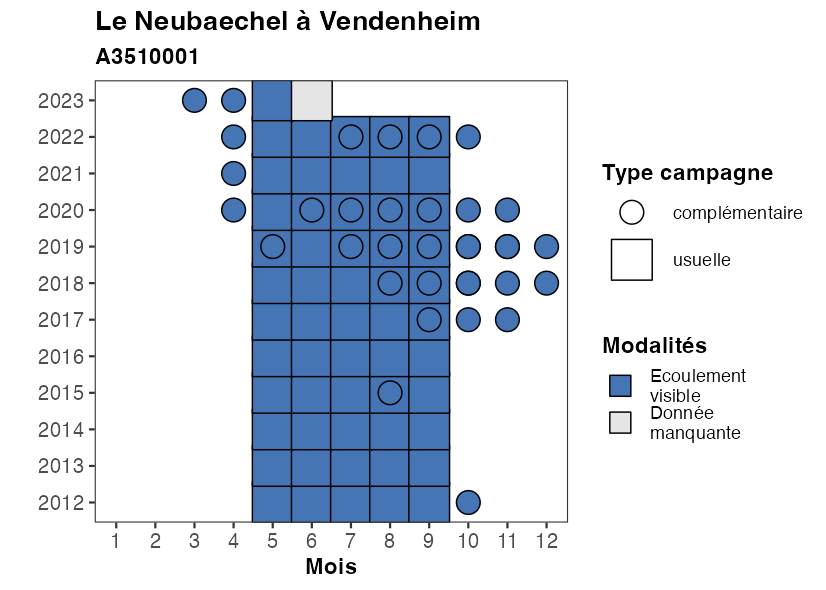 Le Neubaechel à Vendenheim
A3510001
2023
2022
2021
2020
2019
2018
2017
2016
2015
2014
2013
2012
1 2 3 4 5 6 7 8 9 10 11 12
Mois
Type campagne
complémentaire
usuelle
Modalités
Ecoulement
visible
Donnée
manquante